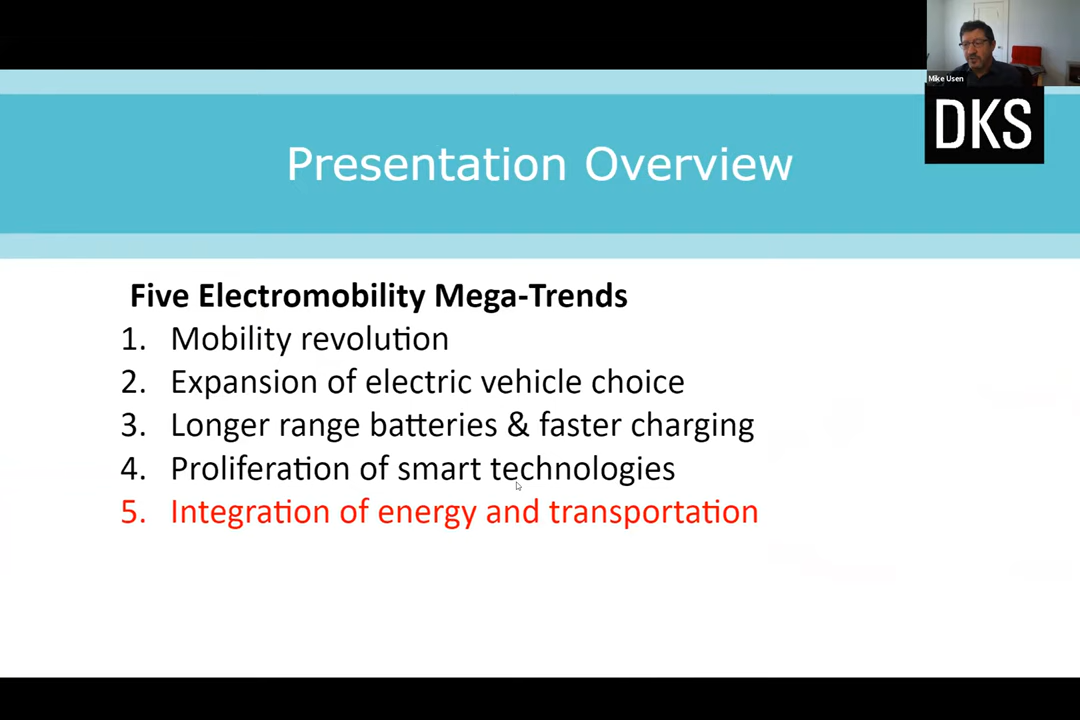 Mike Usen
DKS
Presentation Overview
Five Electromobility Mega-Trends
1. Mobility revolution
2. Expansion of electric vehicle choice
3. Longer range batteries & faster charging
4. Proliferation of smart technologies
5. Integration of energy and transportation